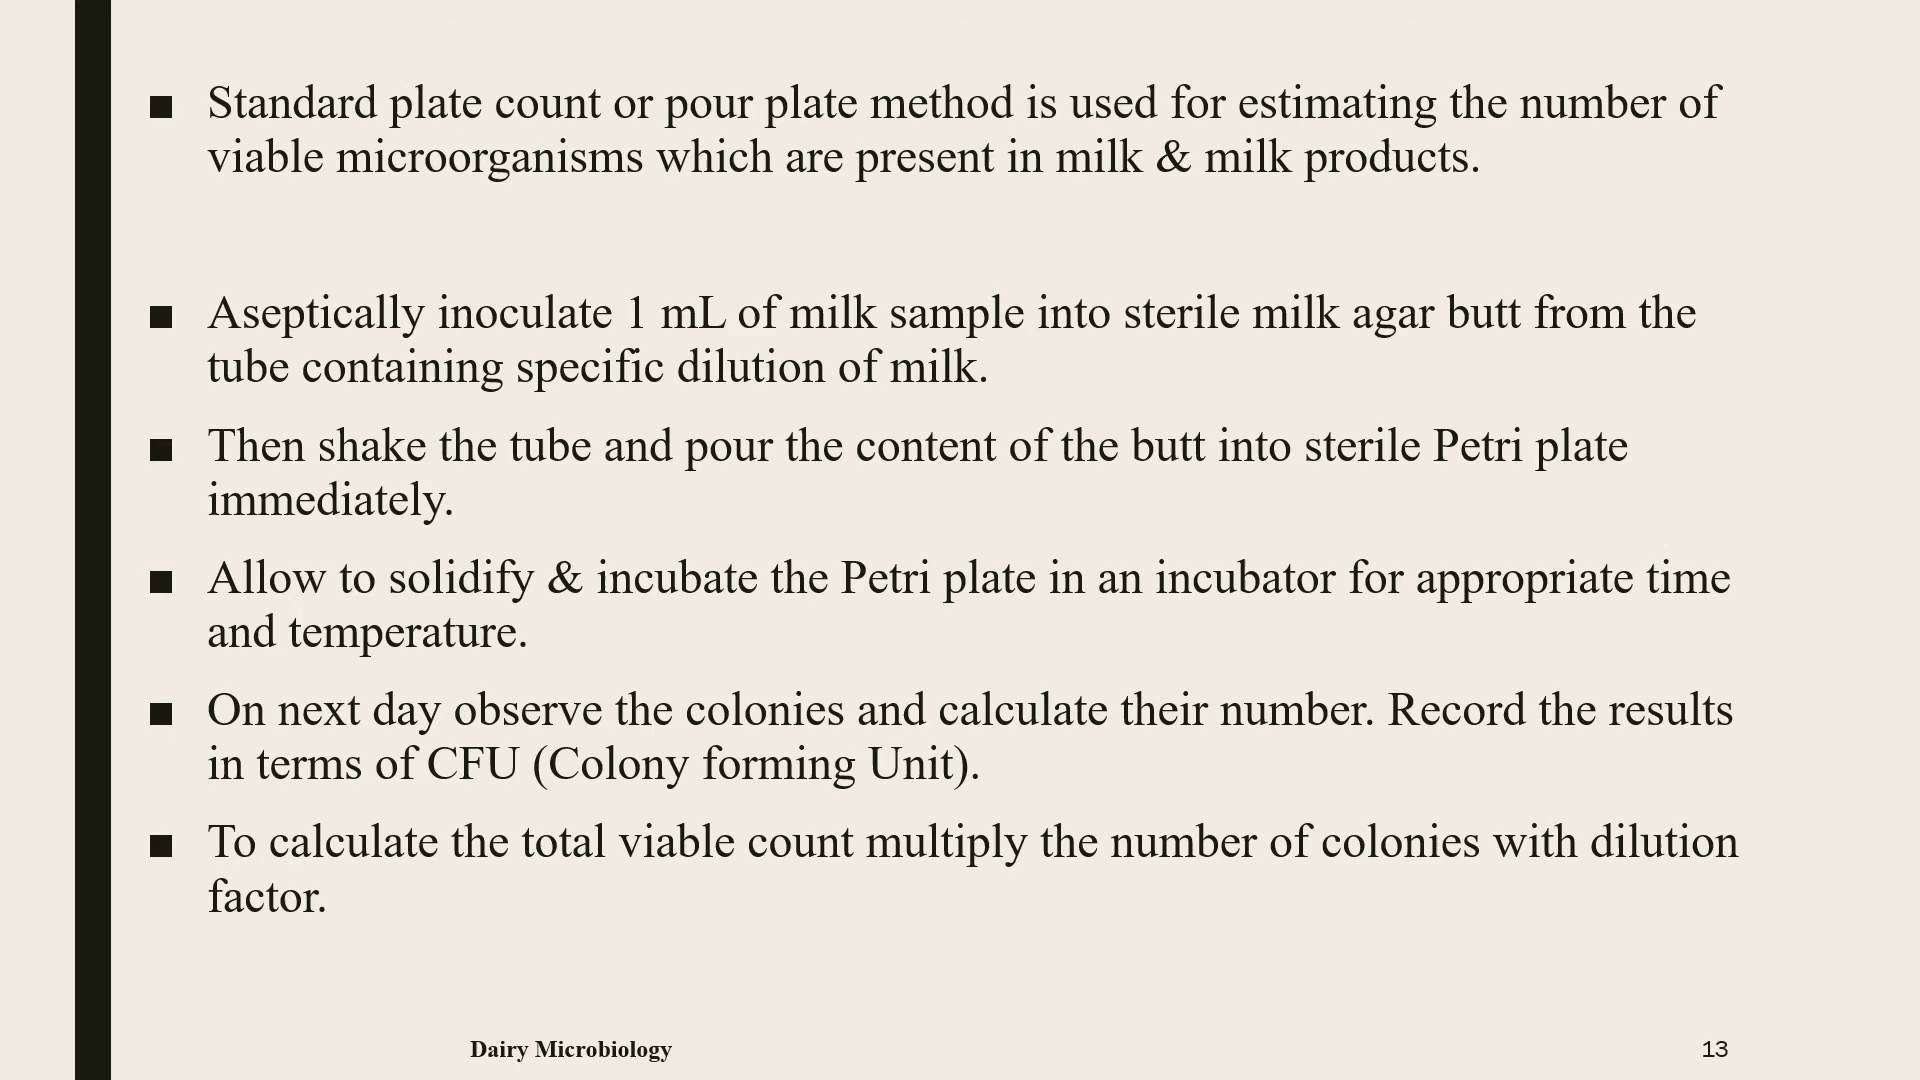 ■ Standard plate count or pour plate method is used for estimating the number of
viable microorganisms which are present in milk & milk products.
■ Aseptically inoculate 1 mL of milk sample into sterile milk agar butt from the
tube containing specific dilution of milk.
■ Then shake the tube and pour the content of the butt into sterile Petri plate
immediately.
■ Allow to solidify & incubate the Petri plate in an incubator for appropriate time
and temperature.
■ On next day observe the colonies and calculate their number. Record the results
in terms of CFU (Colony forming Unit).
■ To calculate the total viable count multiply the number of colonies with dilution
factor.
Dairy Microbiology
13